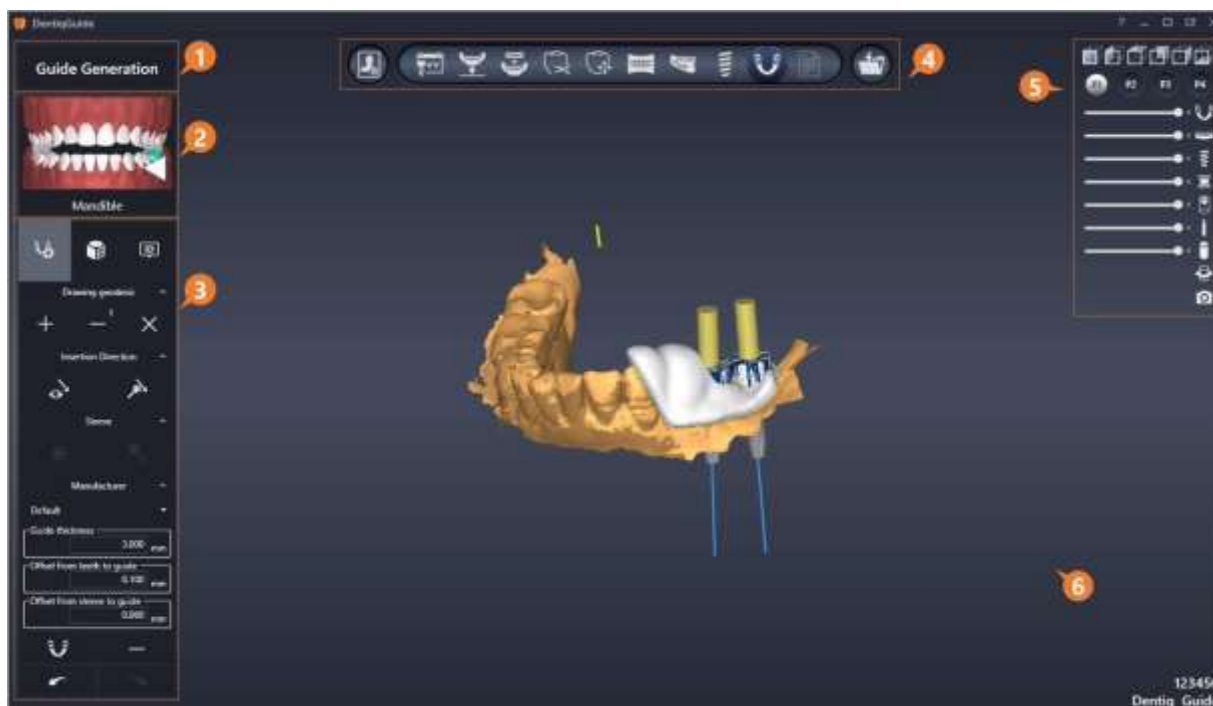 DentiqGuide
?
Guide Generation
1
2
Mandible
3
Drawing geodesic
Insertion Direction
Sleeve
Manufacturer
Default
Guide thickness
3.000 mm
Offset from teeth to guide
0.100 mm
Offset from sleeve to guide
mm
4
5
F2 F3 F4
6
123456
Dentiq Guide